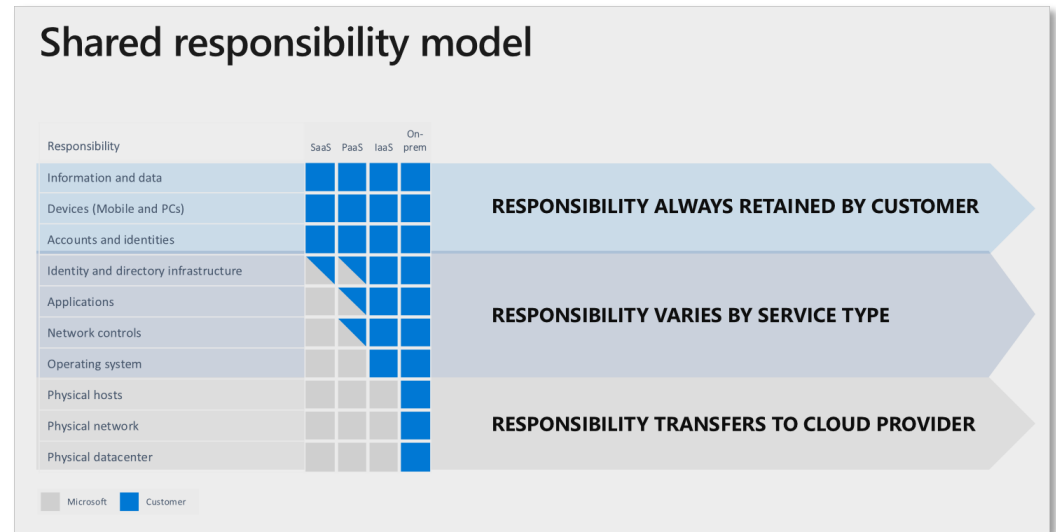 Shared responsibility model
Responsibility
SaaS PaaS IaaS On-
prem
Information and data
Devices (Mobile and PCs)
Accounts and identities
RESPONSIBILITY ALWAYS RETAINED BY CUSTOMER
Identity and directory infrastructure
Applications
Network controls
Operating system
RESPONSIBILITY VARIES BY SERVICE TYPE
Physical hosts
Physical network
Physical datacenter
RESPONSIBILITY TRANSFERS TO CLOUD PROVIDER
Microsoft Customer